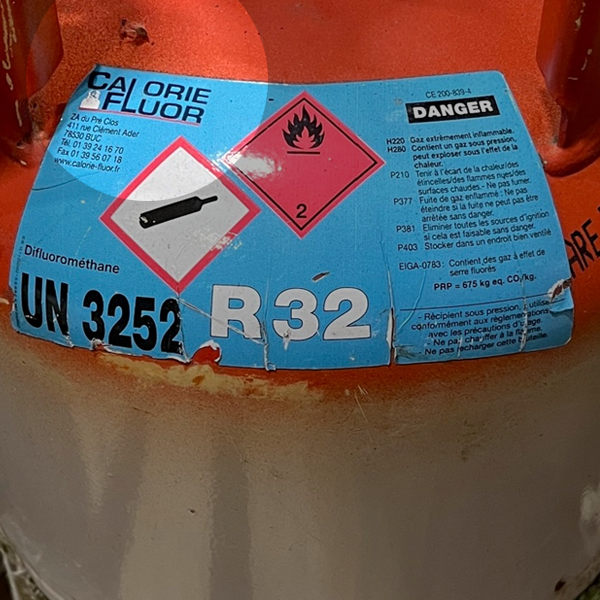 CALORIE
FLUOR
ZA du Pré Clos
411 rue Clément Ader
78530 BUC
Tél. 01 39 24 16 70
Fax 01 39 56 07 18
www.calorie-fluor.fr
2
CE 200-839-4
DANGER
H220 Gaz extrêmement inflammable.
H280 Contient un gaz sous pression,
peut exploser sous l'effet de la
chaleur.
P210 Tenir à l'écart de la chaleur/des
étincelles/des flammes nues/des
surfaces chaudes.- Ne pas fumer.
P377 Fuite de gaz enflammé : Ne pas
éteindre si la fuite ne peut pas être
arrêtée sans danger.
P381 Eliminer toutes les sources d'ignition
si cela est faisable sans danger.
P403 Stocker dans un endroit bien ventilé
EIGA-0783: Contient des gaz à effet de
serre fluorés
PRP = 675 kg eq. CO₂/kg.
- Récipient sous pression, utiliser
conformément aux réglementations
avec les précautions d'usage.
- Ne pas chauffer à la flamme.
- Ne pas recharger cette bouteille.
Difluorométhane
UN 3252
R32
ARE